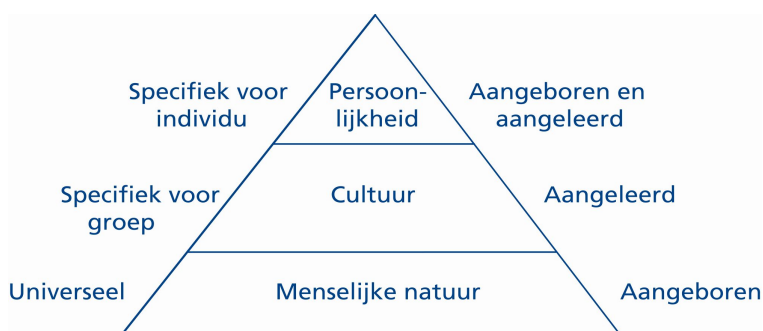 Specifiek voor
individu
Persoon-
lijkheid
Aangeboren en
aangeleerd
Specifiek voor
groep
Cultuur
Aangeleerd
Universeel
Menselijke natuur
Aangeboren